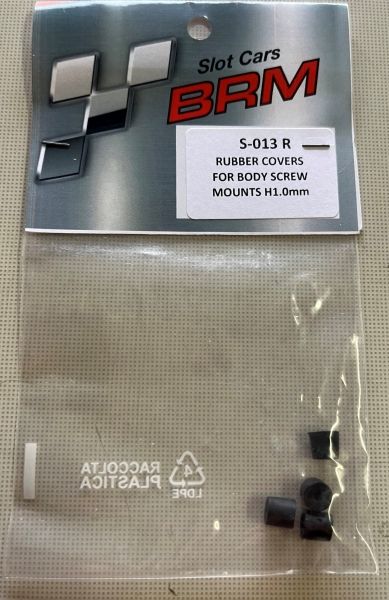 Slot Cars
BRM
S-013 R
RUBBER COVERS
FOR BODY SCREW
MOUNTS H1.0mm
RACCOLTA
PLASTICA
4
LDPE